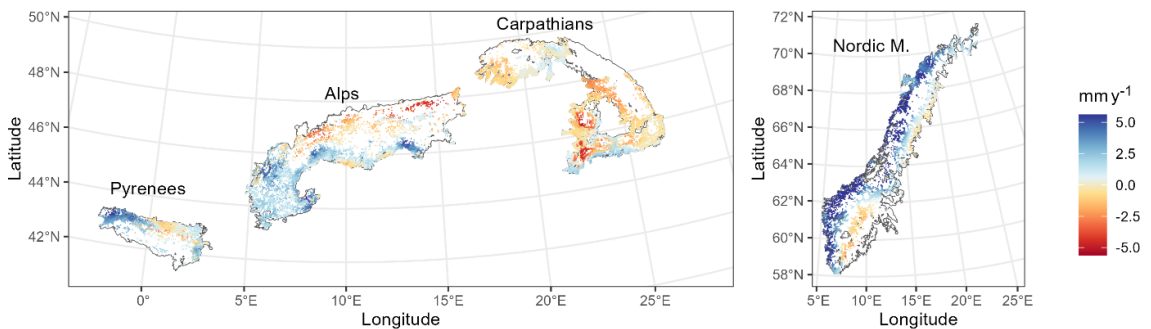 50°N
48°N
46°N
44°N
42°N
Latitude
Carpathians
Alps
Pyrenees
0°
5°E
10°E
15°E
20°E
25°E
Longitude
72°N
70°N
68°N
66°N
64°N
62°N
60°N
58°N
Latitude
Nordic M.
5°E
10°E
15°E
20°E
25°E
Longitude
mm y⁻¹
5.0
2.5
0.0
-2.5
-5.0